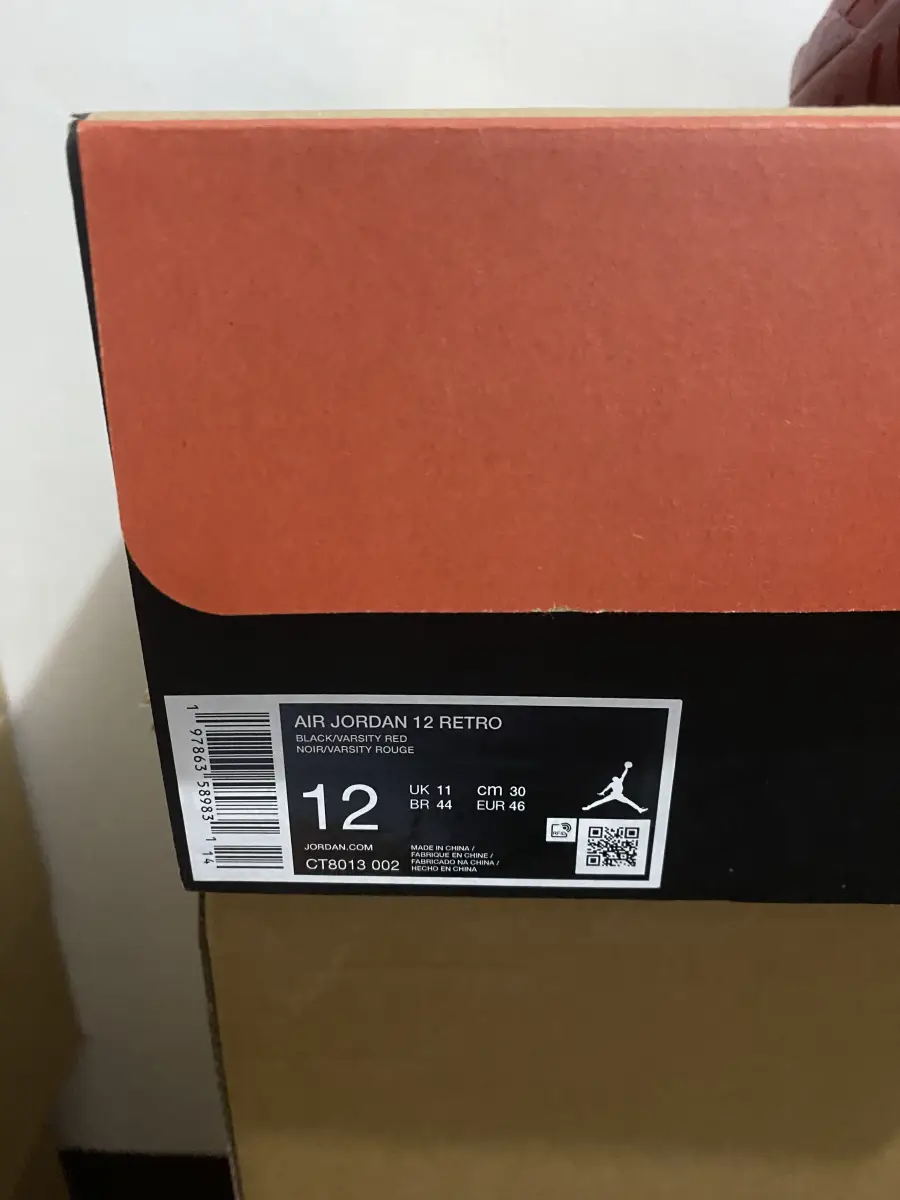 AIR JORDAN 12 RETRO
BLACK/VARSITY RED
NOIR/VARSITY ROUGE
12
UK 11 cm 30
BR 44 EUR 46
JORDAN.COM
CT8013 002
MADE IN CHINA /
FABRIQUE EN CHINE /
FABRICADO NA CHINA /
HECHO EN CHINA
RFID
1 97863 58983 1 14